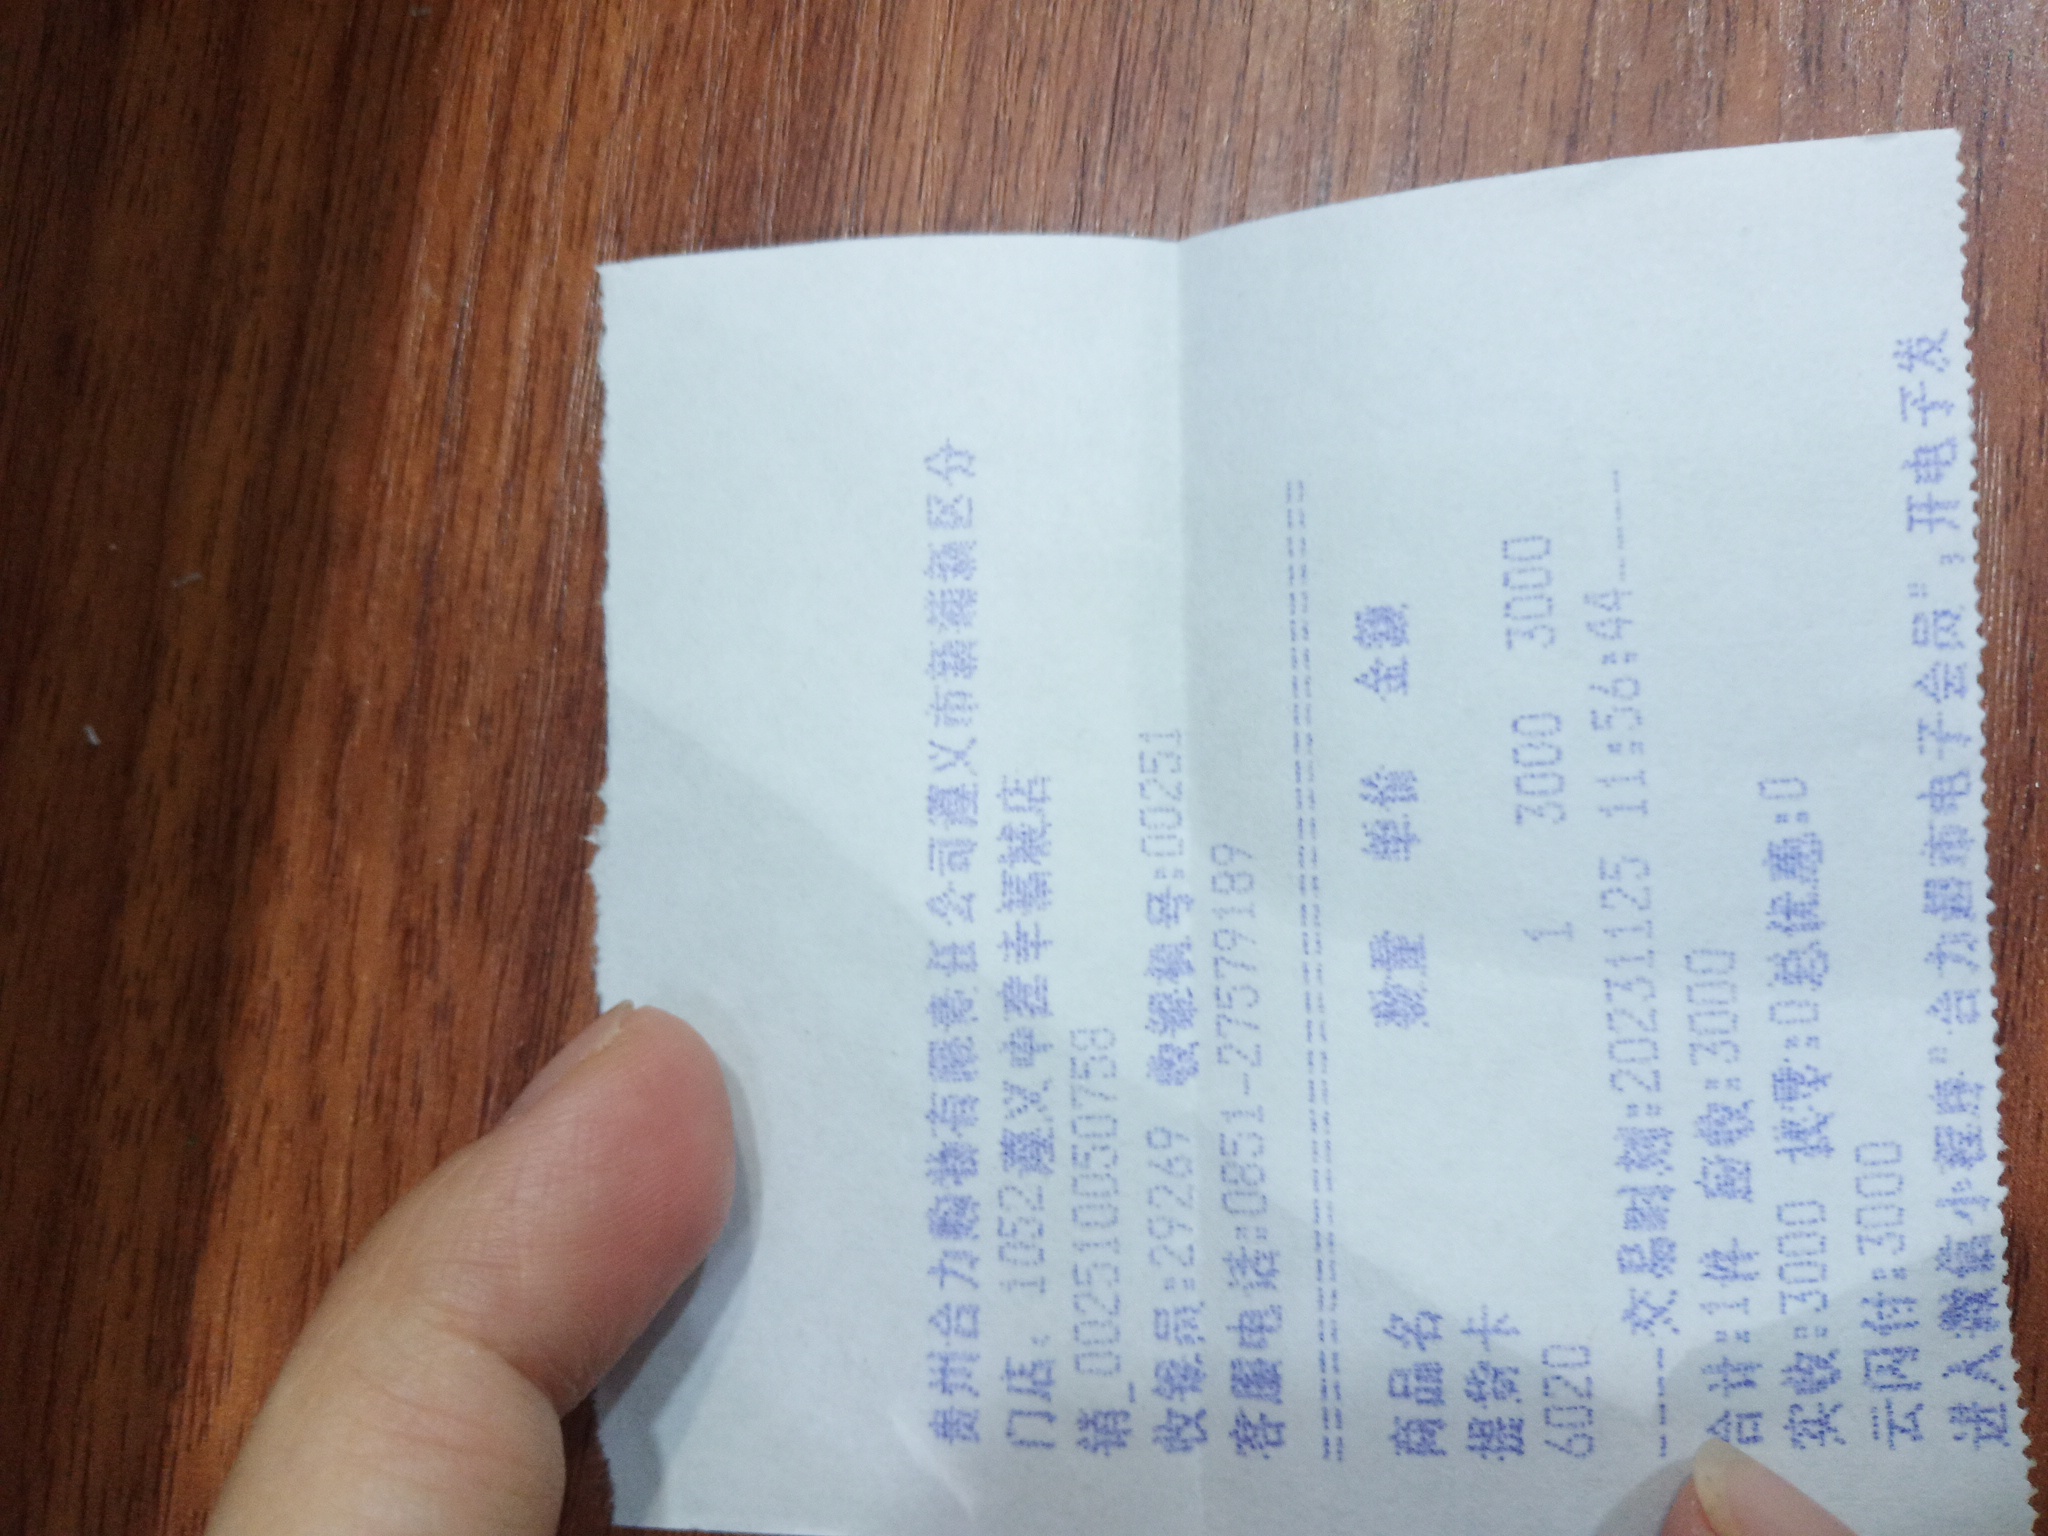 贵州合力购物有限责任公司遵义市新蒲新区分
门店: 1052遵义中建幸福城店
销_002510050758
收银员:29269 收银机号:00251
客服电话:0851-27579189
==============================
商品名 数量 单价 金额
提货卡
6020 1 3000 3000
-----交易时刻:20231125 11:56:44-----
合计:1件 应收:3000
实收:3000 找零:0总优惠:0
云闪付:3000
进入微信小程序"合力超市电子会员",开电子发